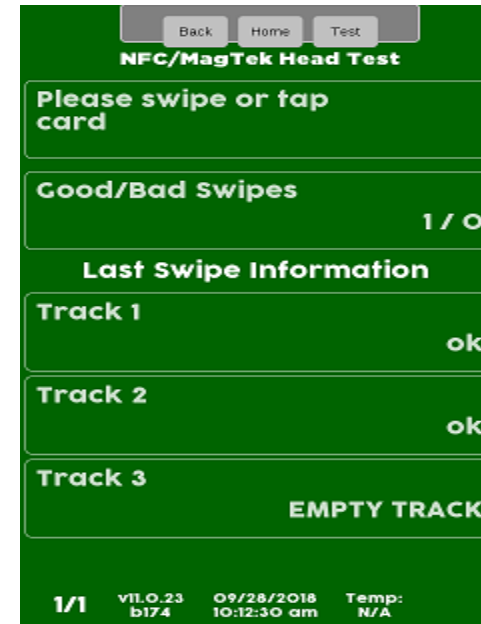 Back Home Test
NFC/MagTek Head Test
Please swipe or tap
card
Good/Bad Swipes
1 / 0
Last Swipe Information
Track 1
ok
Track 2
ok
Track 3
EMPTY TRACK
1/1 v11.0.23 09/28/2018 Temp:
b174 10:12:30 am N/A